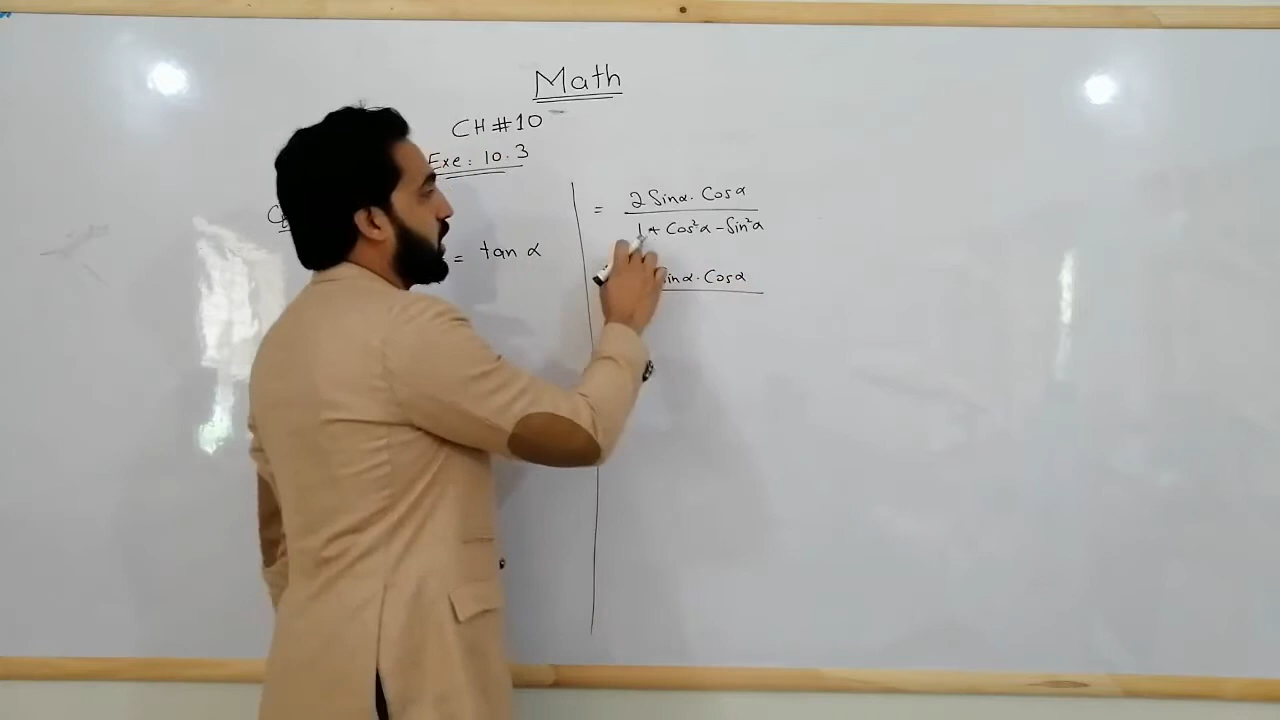 Math
CH #10
Exe: 10.3
= tan α
= 2 Sinα. Cosα
1 + Cos²α - Sin²α
Sinα. Cosα